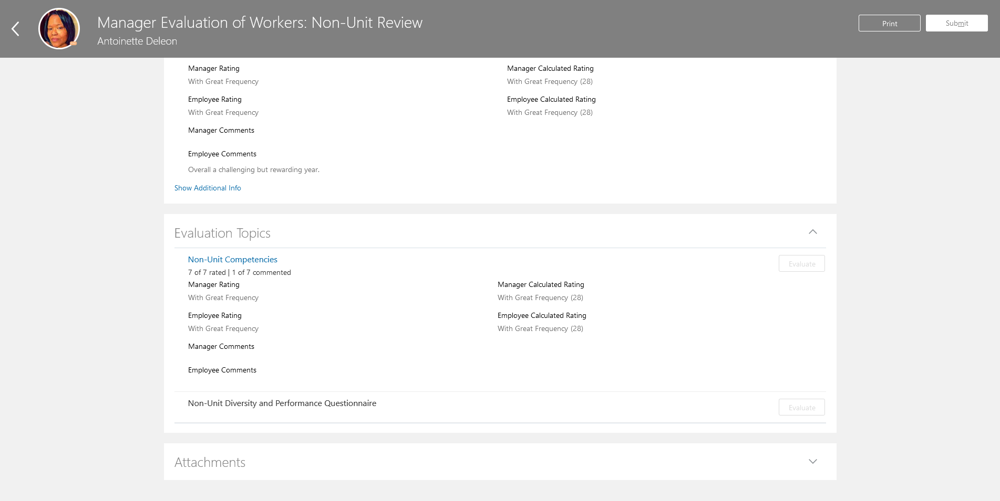 Manager Evaluation of Workers: Non-Unit Review
Antoinette Deleon
Print
Submit
Manager Rating
With Great Frequency
Manager Calculated Rating
With Great Frequency (28)
Employee Rating
With Great Frequency
Employee Calculated Rating
With Great Frequency (28)
Manager Comments
Employee Comments
Overall a challenging but rewarding year.
Show Additional Info
Evaluation Topics
Non-Unit Competencies
Evaluate
7 of 7 rated | 1 of 7 commented
Manager Rating
With Great Frequency
Manager Calculated Rating
With Great Frequency (28)
Employee Rating
With Great Frequency
Employee Calculated Rating
With Great Frequency (28)
Manager Comments
Employee Comments
Non-Unit Diversity and Performance Questionnaire
Evaluate
Attachments